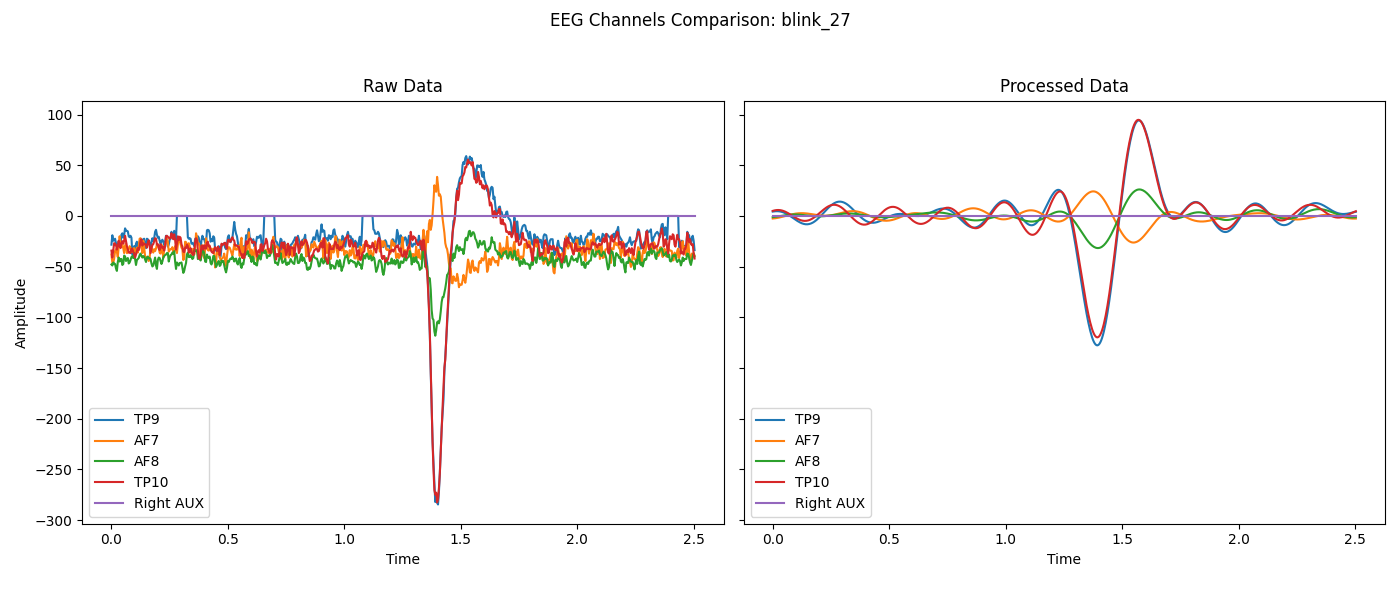 EEG Channels Comparison: blink_27
Raw Data
Amplitude
100
50
0
−50
−100
−150
−200
−250
−300
TP9
AF7
AF8
TP10
Right AUX
0.0 0.5 1.0 1.5 2.0 2.5
Time
Processed Data
TP9
AF7
AF8
TP10
Right AUX
0.0 0.5 1.0 1.5 2.0 2.5
Time